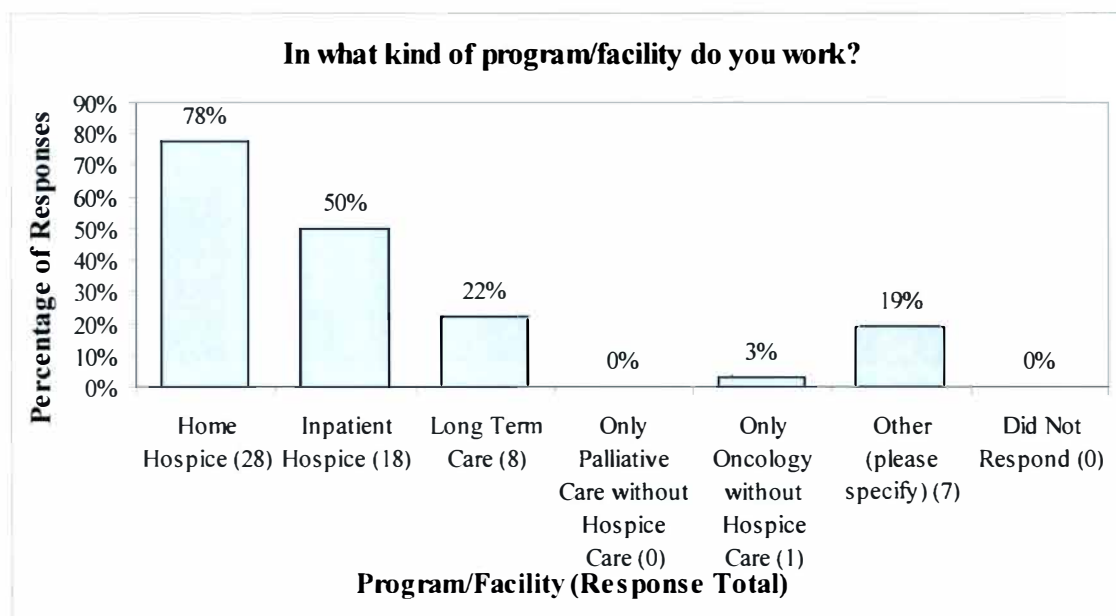 In what kind of program/facility do you work?
Percentage of Responses
90%
80%
70%
60%
50%
40%
30%
20%
10%
0%
78%
50%
22%
0%
3%
19%
0%
Home
Hospice (28)
Inpatient
Hospice (18)
Long Term
Care (8)
Only
Palliative
Care without
Hospice
Care (0)
Only
Oncology
without
Hospice
Care (1)
Other
(please
specify) (7)
Did Not
Respond (0)
Program/Facility (Response Total)